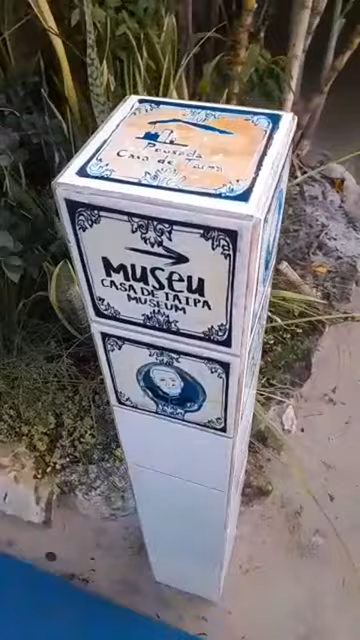 Pousada
Casa de Taipa
MUSEU
CASA DE TAIPA
MUSEUM